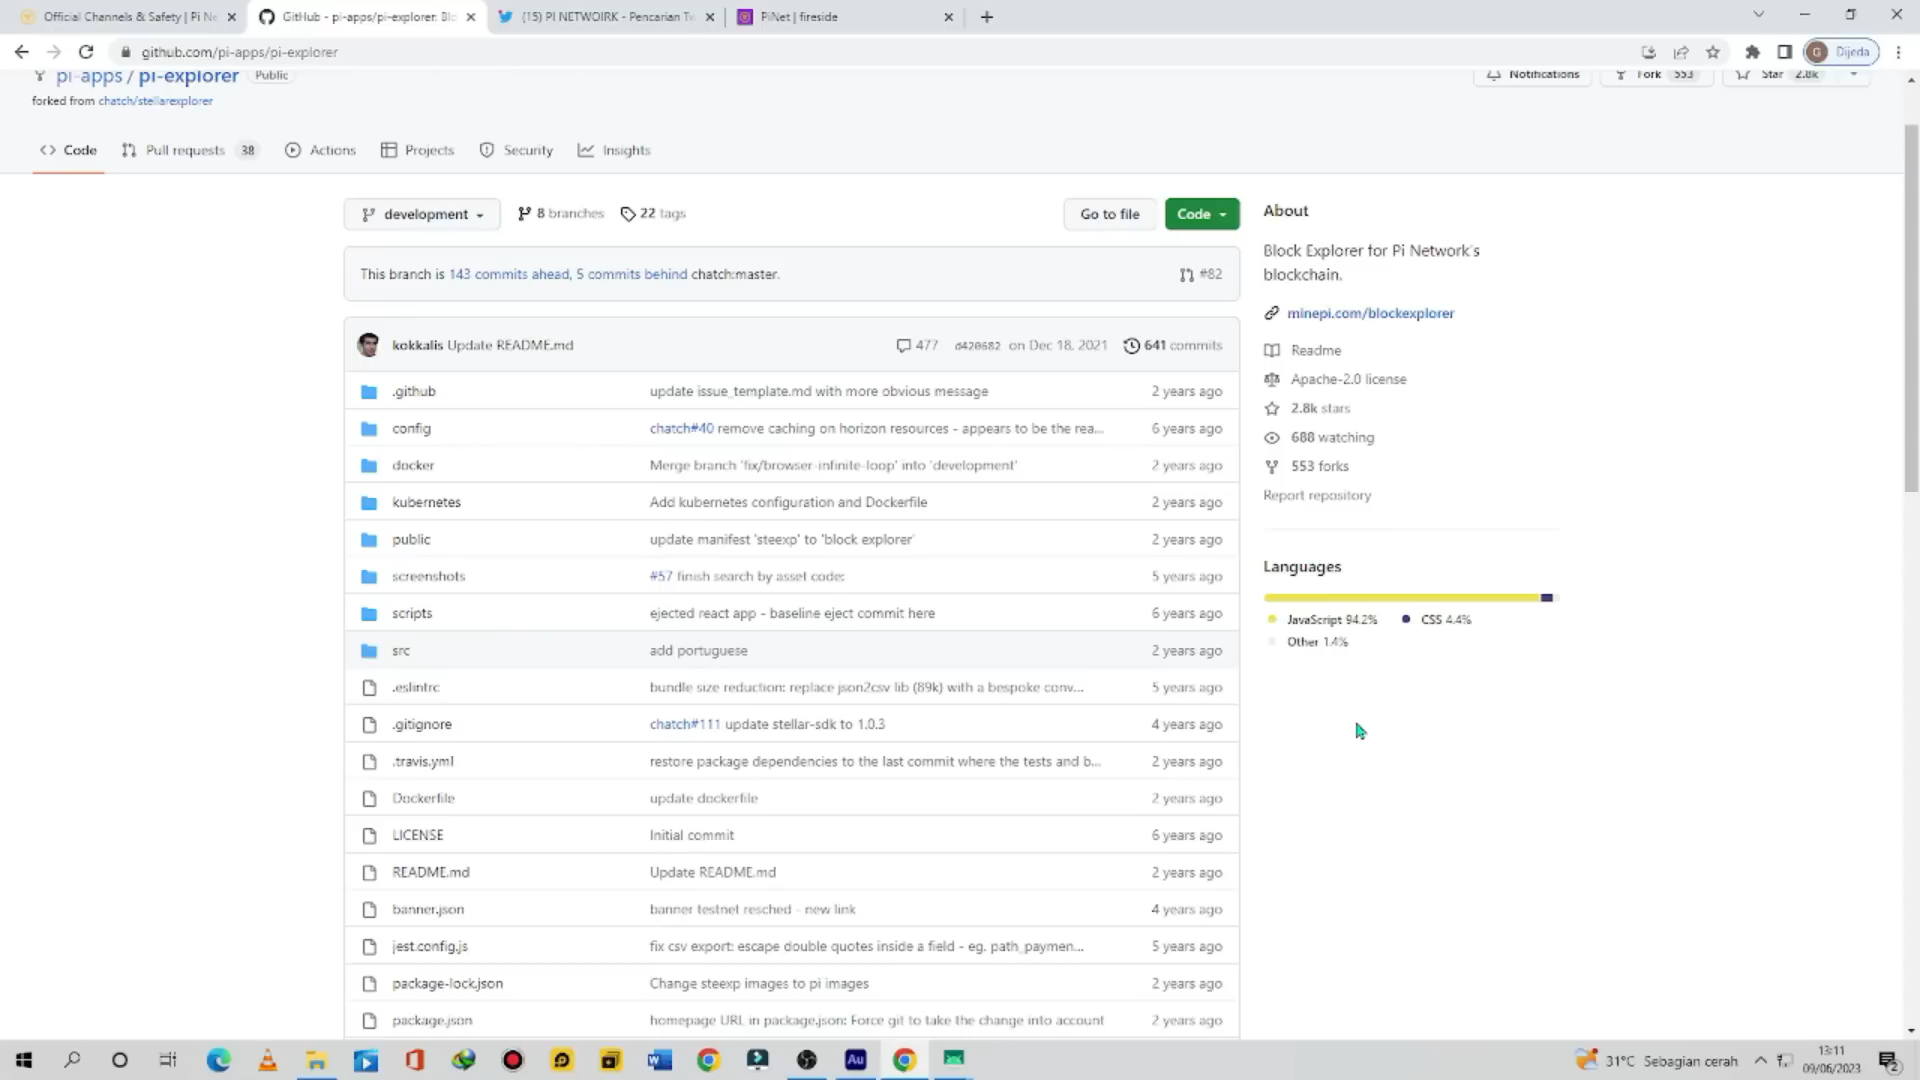 Official Channels & Safety | Pi Ne
GitHub - pi-apps/pi-explorer: Blo
(15) PI NETWOIRK - Pencarian Tw
PiNet | fireside
github.com/pi-apps/pi-explorer
G Dijeda
pi-apps / pi-explorer Public
Notifications
Fork 553
Star 2.8k
forked from chatch/stellarexplorer
Code
Pull requests 38
Actions
Projects
Security
Insights
development
8 branches
22 tags
Go to file
Code
This branch is 143 commits ahead, 5 commits behind chatch:master.
#82
kokkalis Update README.md
477 d420682 on Dec 18, 2021 641 commits
.github update issue_template.md with more obvious message 2 years ago
config chatch#40 remove caching on horizon resources - appears to be the rea... 6 years ago
docker Merge branch 'fix/browser-infinite-loop' into 'development' 2 years ago
kubernetes Add kubernetes configuration and Dockerfile 2 years ago
public update manifest 'steexp' to 'block explorer' 2 years ago
screenshots #57 finish search by asset code: 5 years ago
scripts ejected react app - baseline eject commit here 6 years ago
src add portuguese 2 years ago
.eslintrc bundle size reduction: replace json2csv lib (89k) with a bespoke conv... 5 years ago
.gitignore chatch#111 update stellar-sdk to 1.0.3 4 years ago
.travis.yml restore package dependencies to the last commit where the tests and b... 2 years ago
Dockerfile update dockerfile 2 years ago
LICENSE Initial commit 6 years ago
README.md Update README.md 2 years ago
banner.json banner testnet resched - new link 4 years ago
jest.config.js fix csv export: escape double quotes inside a field - eg. path_paymen... 5 years ago
package-lock.json Change steexp images to pi images 2 years ago
package.json homepage URL in package.json: Force git to take the change into account 2 years ago
About
Block Explorer for Pi Network's
blockchain.
minepi.com/blockexplorer
Readme
Apache-2.0 license
2.8k stars
688 watching
553 forks
Report repository
Languages
JavaScript 94.2%
CSS 4.4%
Other 1.4%
31°C Sebagian cerah
13:11
09/06/2023
2